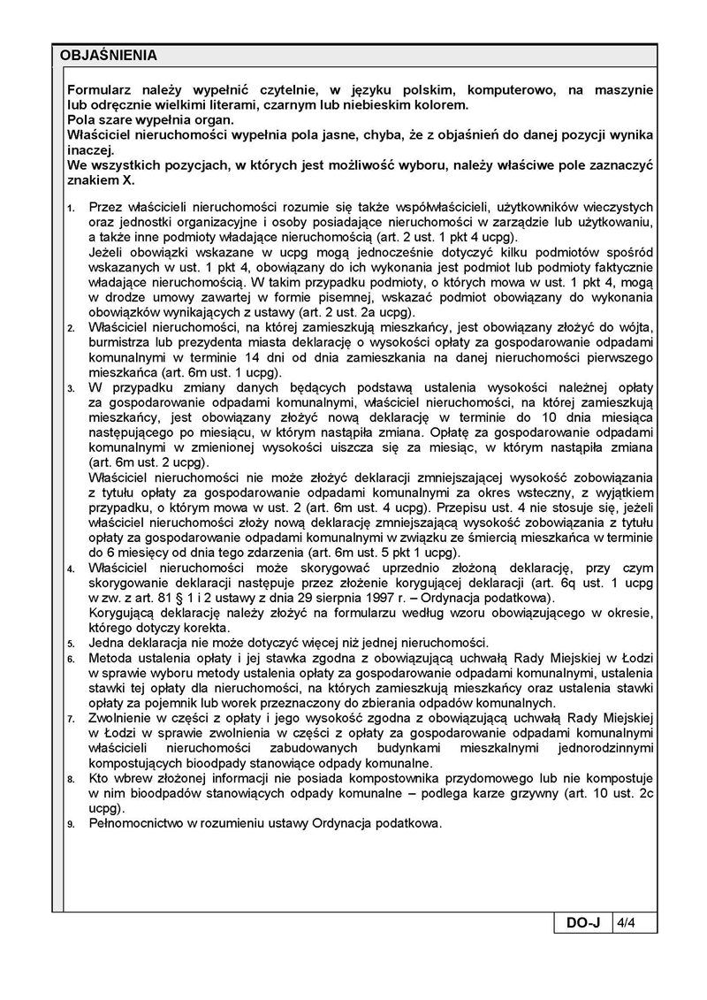 OBJAŚNIENIA
Formularz należy wypełnić czytelnie, w języku polskim, komputerowo, na maszynie
lub odręcznie wielkimi literami, czarnym lub niebieskim kolorem.
Pola szare wypełnia organ.
Właściciel nieruchomości wypełnia pola jasne, chyba, że z objaśnień do danej pozycji wynika
inaczej.
We wszystkich pozycjach, w których jest możliwość wyboru, należy właściwe pole zaznaczyć
znakiem X.
1. Przez właścicieli nieruchomości rozumie się także współwłaścicieli, użytkowników wieczystych
oraz jednostki organizacyjne i osoby posiadające nieruchomości w zarządzie lub użytkowaniu,
a także inne podmioty władające nieruchomością (art. 2 ust. 1 pkt 4 ucpg).
Jeżeli obowiązki wskazane w ucpg mogą jednocześnie dotyczyć kilku podmiotów spośród
wskazanych w ust. 1 pkt 4, obowiązany do ich wykonania jest podmiot lub podmioty faktycznie
władające nieruchomością. W takim przypadku podmioty, o których mowa w ust. 1 pkt 4, mogą
w drodze umowy zawartej w formie pisemnej, wskazać podmiot obowiązany do wykonania
obowiązków wynikających z ustawy (art. 2 ust. 2a ucpg).
2. Właściciel nieruchomości, na której zamieszkują mieszkańcy, jest obowiązany złożyć do wójta,
burmistrza lub prezydenta miasta deklarację o wysokości opłaty za gospodarowanie odpadami
komunalnymi w terminie 14 dni od dnia zamieszkania na danej nieruchomości pierwszego
mieszkańca (art. 6m ust. 1 ucpg).
3. W przypadku zmiany danych będących podstawą ustalenia wysokości należnej opłaty
za gospodarowanie odpadami komunalnymi, właściciel nieruchomości, na której zamieszkują
mieszkańcy, jest obowiązany złożyć nową deklarację w terminie do 10 dnia miesiąca
następującego po miesiącu, w którym nastąpiła zmiana. Opłatę za gospodarowanie odpadami
komunalnymi w zmienionej wysokości uiszcza się za miesiąc, w którym nastąpiła zmiana
(art. 6m ust. 2 ucpg).
Właściciel nieruchomości nie może złożyć deklaracji zmniejszającej wysokość zobowiązania
z tytułu opłaty za gospodarowanie odpadami komunalnymi za okres wsteczny, z wyjątkiem
przypadku, o którym mowa w ust. 2 (art. 6m ust. 4 ucpg). Przepisu ust. 4 nie stosuje się, jeżeli
właściciel nieruchomości złoży nową deklarację zmniejszającą wysokość zobowiązania z tytułu
opłaty za gospodarowanie odpadami komunalnymi w związku ze śmiercią mieszkańca w terminie
do 6 miesięcy od dnia tego zdarzenia (art. 6m ust. 5 pkt 1 ucpg).
4. Właściciel nieruchomości może skorygować uprzednio złożoną deklarację, przy czym
skorygowanie deklaracji następuje przez złożenie korygującej deklaracji (art. 6q ust. 1 ucpg
w zw. z art. 81 § 1 i 2 ustawy z dnia 29 sierpnia 1997 r. – Ordynacja podatkowa).
Korygującą deklarację należy złożyć na formularzu według wzoru obowiązującego w okresie,
którego dotyczy korekta.
5. Jedna deklaracja nie może dotyczyć więcej niż jednej nieruchomości.
6. Metoda ustalenia opłaty i jej stawka zgodna z obowiązującą uchwałą Rady Miejskiej w Łodzi
w sprawie wyboru metody ustalenia opłaty za gospodarowanie odpadami komunalnymi, ustalenia
stawki tej opłaty dla nieruchomości, na których zamieszkują mieszkańcy oraz ustalenia stawki
opłaty za pojemnik lub worek przeznaczony do zbierania odpadów komunalnych.
7. Zwolnienie w części z opłaty i jego wysokość zgodna z obowiązującą uchwałą Rady Miejskiej
w Łodzi w sprawie zwolnienia w części z opłaty za gospodarowanie odpadami komunalnymi
właścicieli nieruchomości zabudowanych budynkami mieszkalnymi jednorodzinnymi
kompostujących bioodpady stanowiące odpady komunalne.
8. Kto wbrew złożonej informacji nie posiada kompostownika przydomowego lub nie kompostuje
w nim bioodpadów stanowiących odpady komunalne – podlega karze grzywny (art. 10 ust. 2c
ucpg).
9. Pełnomocnictwo w rozumieniu ustawy Ordynacja podatkowa.
DO-J 4/4